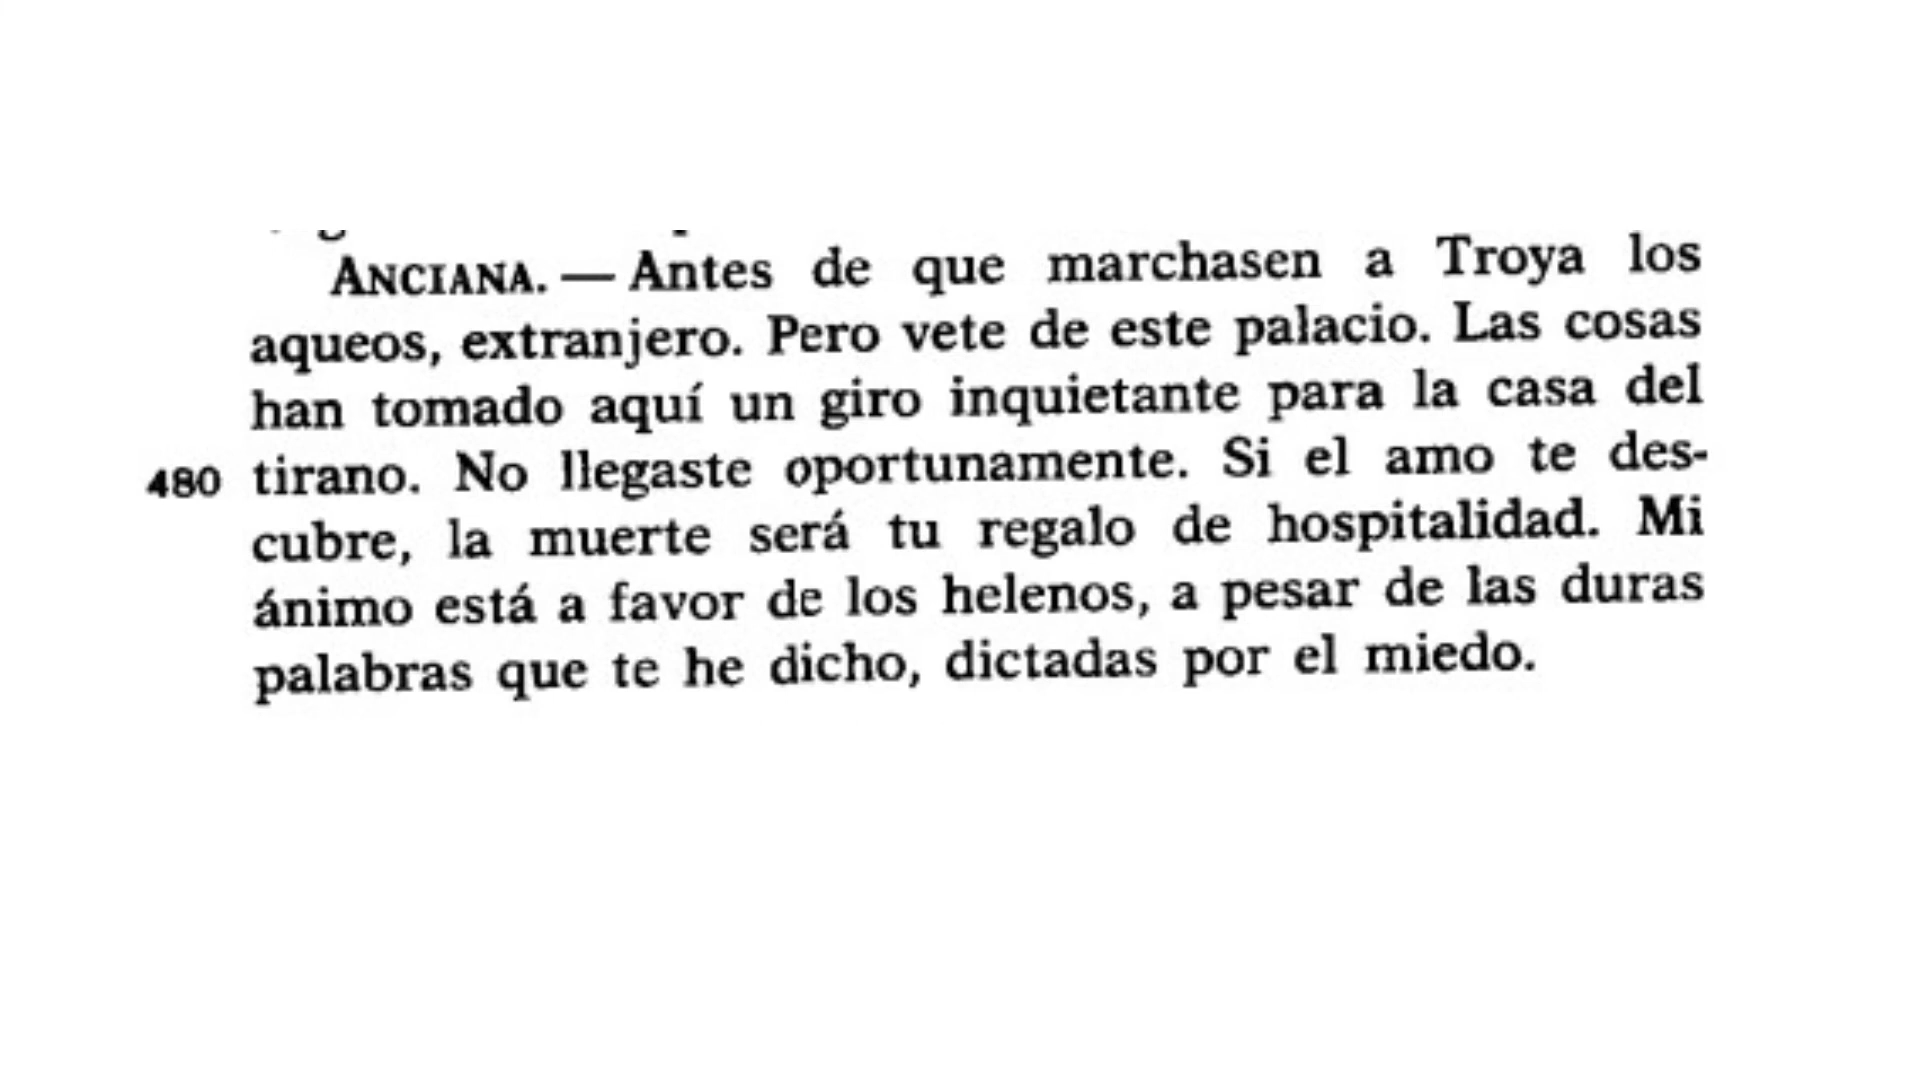 ANCIANA. — Antes de que marchasen a Troya los
aqueos, extranjero. Pero vete de este palacio. Las cosas
han tomado aquí un giro inquietante para la casa del
480 tirano. No llegaste oportunamente. Si el amo te des-
cubre, la muerte será tu regalo de hospitalidad. Mi
ánimo está a favor de los helenos, a pesar de las duras
palabras que te he dicho, dictadas por el miedo.